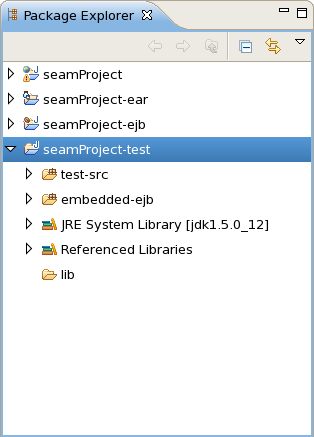 Package Explorer
seamProject
seamProject-ear
seamProject-ejb
seamProject-test
test-src
embedded-ejb
JRE System Library [jdk1.5.0_12]
Referenced Libraries
lib